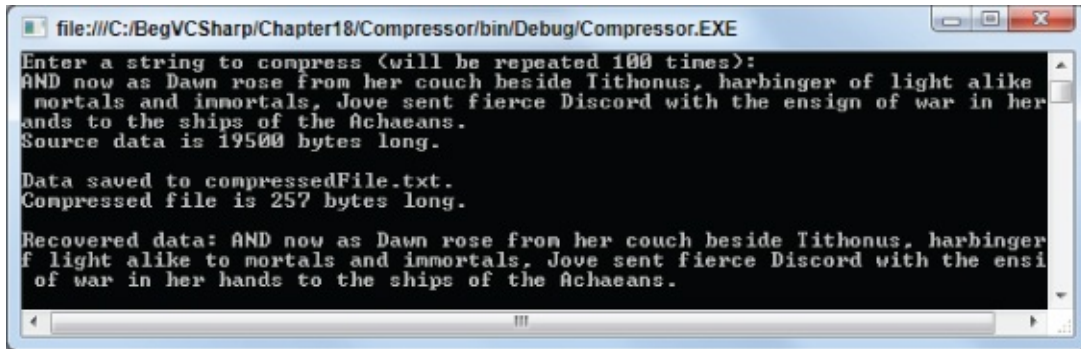 file:///C:/BegVCSharp/Chapter18/Compressor/bin/Debug/Compressor.EXE
Enter a string to compress (will be repeated 100 times):
AND now as Dawn rose from her couch beside Tithonus, harbinger of light alike
mortals and immortals, Jove sent fierce Discord with the ensign of war in her
ands to the ships of the Achaeans.
Source data is 19500 bytes long.
Data saved to compressedFile.txt.
Compressed file is 257 bytes long.
Recovered data: AND now as Dawn rose from her couch beside Tithonus, harbinger
f light alike to mortals and immortals, Jove sent fierce Discord with the ensi
of war in her hands to the ships of the Achaeans.